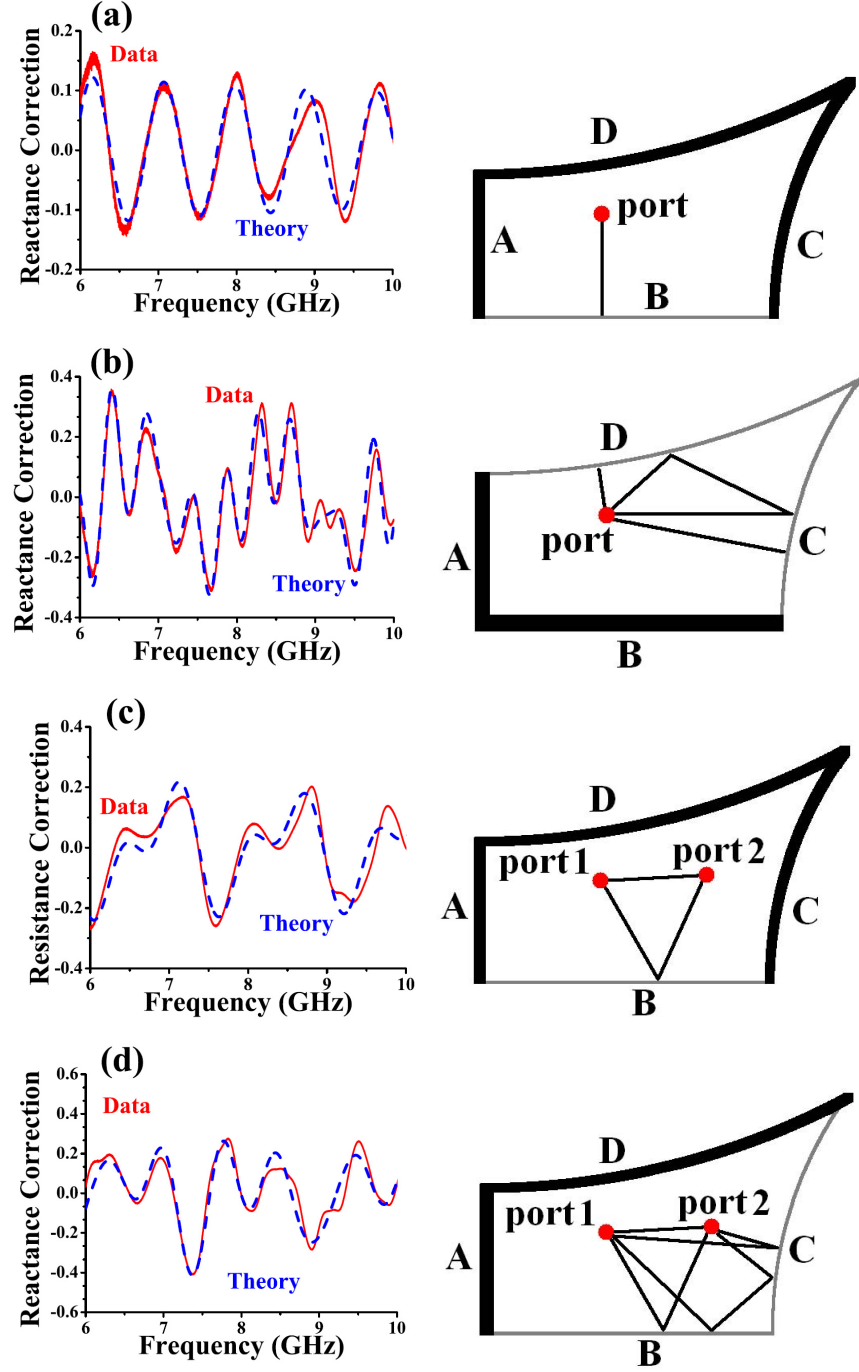 (a)
Reactance Correction
0.2
0.1
0.0
-0.1
-0.2
Data
Theory
6 7 8 9 10
Frequency (GHz)
D
port
A
C
B
(b)
Reactance Correction
0.4
0.2
0.0
-0.2
-0.4
Data
Theory
6 7 8 9 10
Frequency (GHz)
D
port
A
C
B
(c)
Resistance Correction
0.4
0.2
0.0
-0.2
-0.4
Data
Theory
6 7 8 9 10
Frequency (GHz)
D
port 1
port 2
A
C
B
(d)
Reactance Correction
0.6
0.4
0.2
0.0
-0.2
-0.4
-0.6
Data
Theory
6 7 8 9 10
Frequency (GHz)
D
port 1
port 2
A
C
B